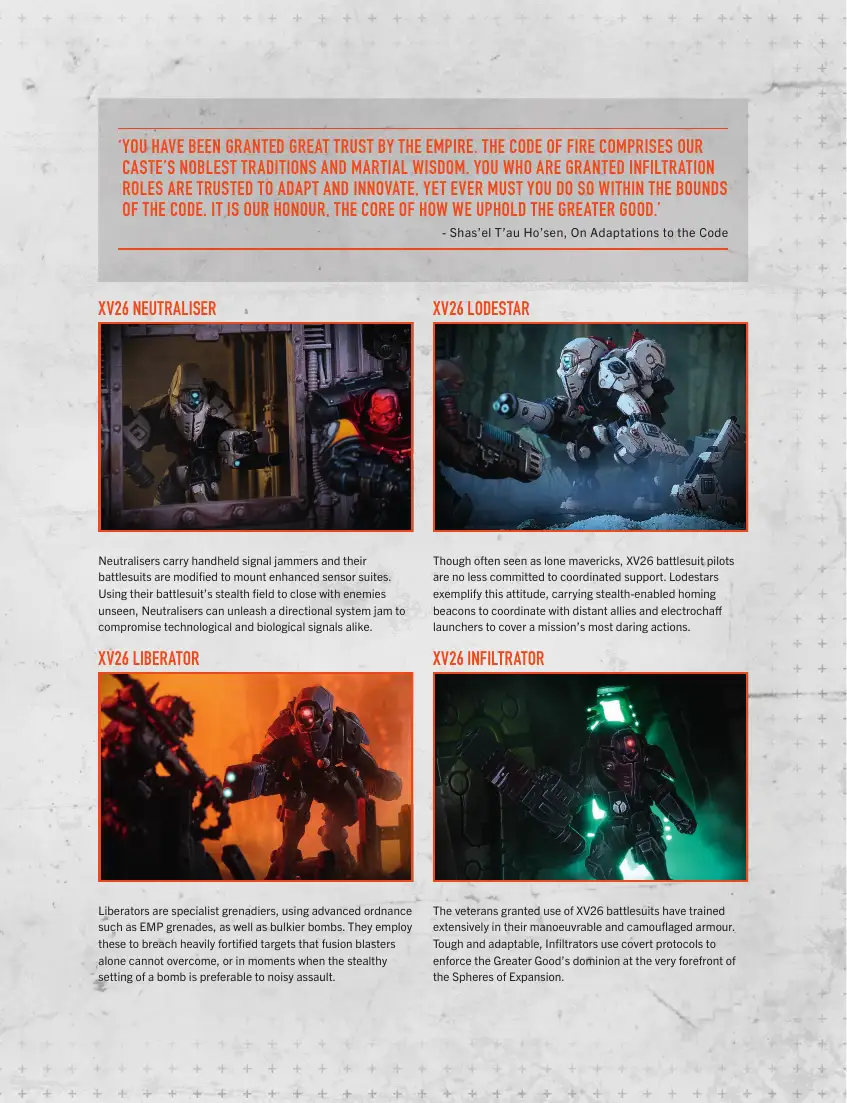 ‘YOU HAVE BEEN GRANTED GREAT TRUST BY THE EMPIRE. THE CODE OF FIRE COMPRISES OUR
CASTE’S NOBLEST TRADITIONS AND MARTIAL WISDOM. YOU WHO ARE GRANTED INFILTRATION
ROLES ARE TRUSTED TO ADAPT AND INNOVATE, YET EVER MUST YOU DO SO WITHIN THE BOUNDS
OF THE CODE. IT IS OUR HONOUR, THE CORE OF HOW WE UPHOLD THE GREATER GOOD.’
- Shas’el T’au Ho’sen, On Adaptations to the Code
XV26 NEUTRALISER
Neutralisers carry handheld signal jammers and their
battlesuits are modified to mount enhanced sensor suites.
Using their battlesuit’s stealth field to close with enemies
unseen, Neutralisers can unleash a directional system jam to
compromise technological and biological signals alike.
XV26 LODESTAR
Though often seen as lone mavericks, XV26 battlesuit pilots
are no less committed to coordinated support. Lodestars
exemplify this attitude, carrying stealth-enabled homing
beacons to coordinate with distant allies and electrochaff
launchers to cover a mission’s most daring actions.
XV26 LIBERATOR
Liberators are specialist grenadiers, using advanced ordnance
such as EMP grenades, as well as bulkier bombs. They employ
these to breach heavily fortified targets that fusion blasters
alone cannot overcome, or in moments when the stealthy
setting of a bomb is preferable to noisy assault.
XV26 INFILTRATOR
The veterans granted use of XV26 battlesuits have trained
extensively in their manoeuvrable and camouflaged armour.
Tough and adaptable, Infiltrators use covert protocols to
enforce the Greater Good’s dominion at the very forefront of
the Spheres of Expansion.